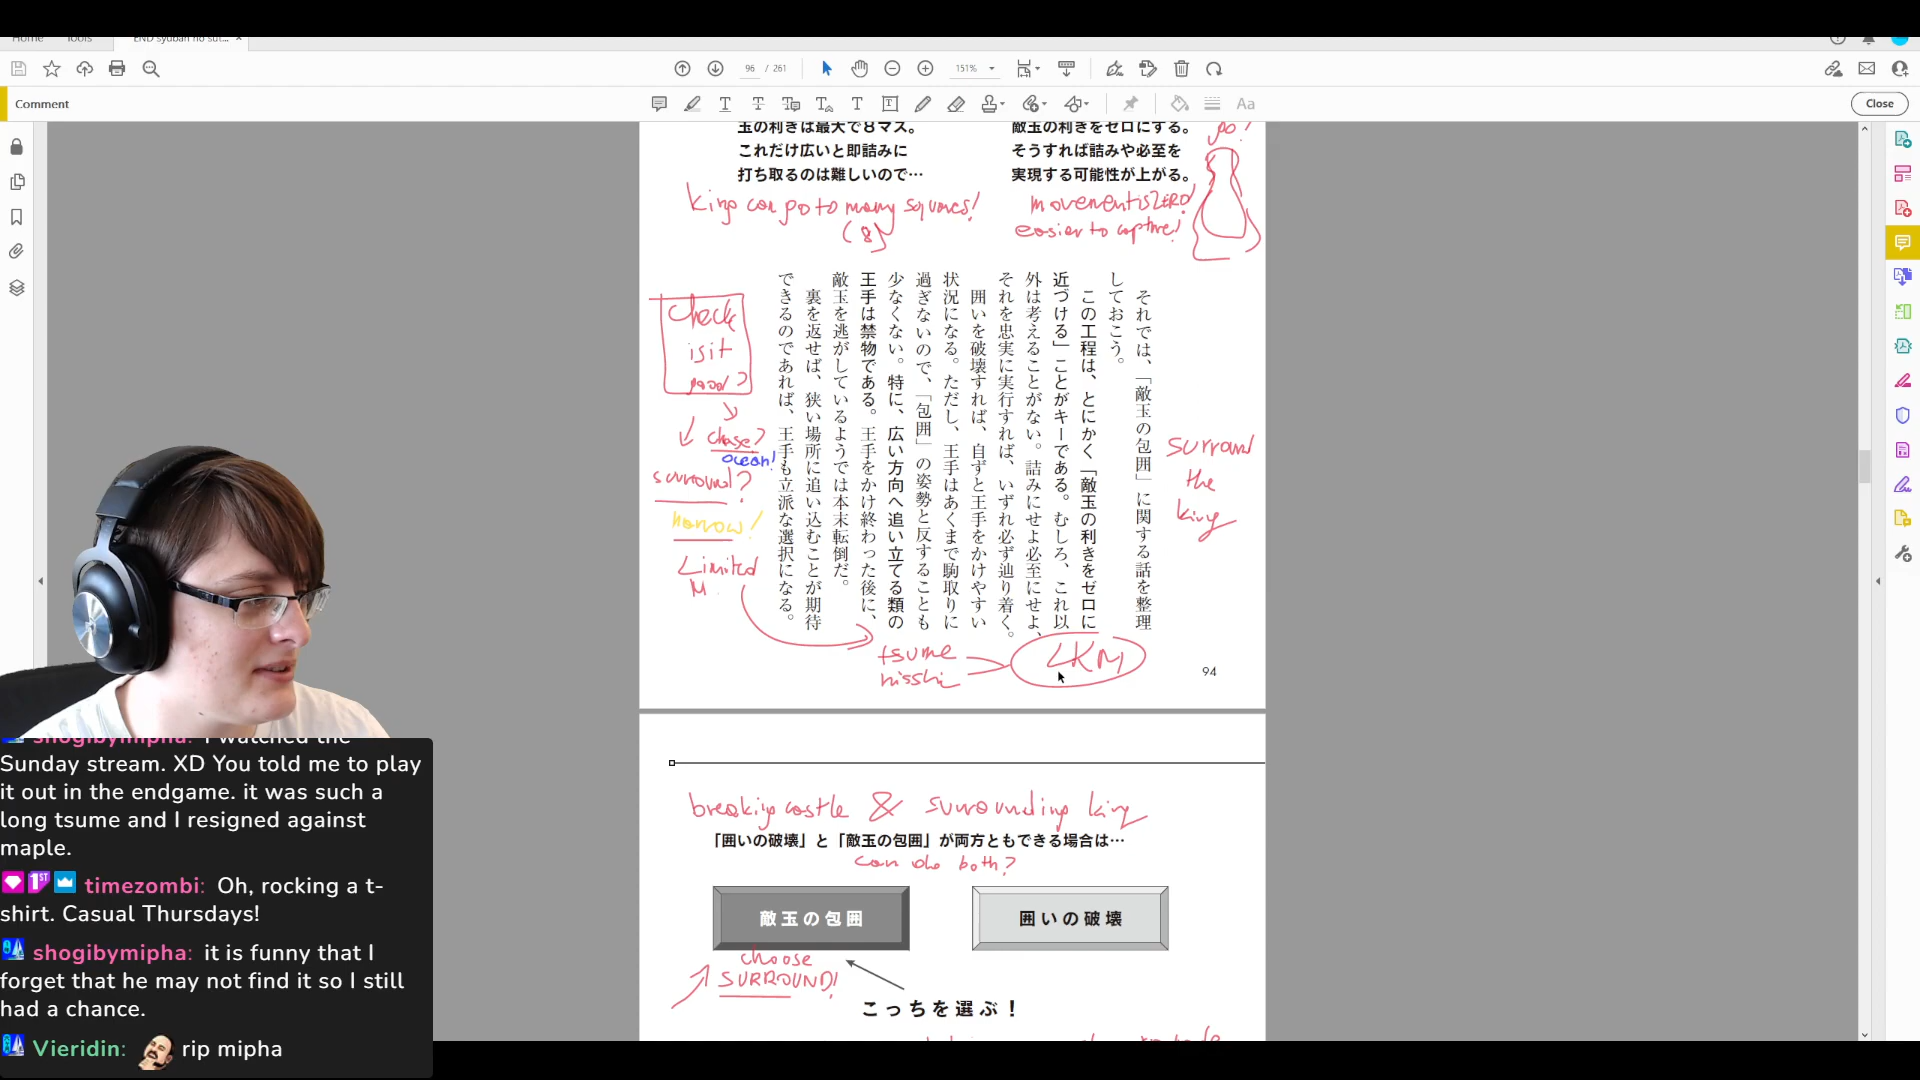 Home Tools END syuban no sut... ×
96 / 261 151%
Comment
Close
玉の利きは最大で8マス。
これだけ広いと即詰みに
打ち取るのは難しいので…
敵玉の利きをゼロにする。
そうすれば詰みや必至を
実現する可能性が上がる。
go?
king can go to many squares!
(8)
movement is ZERO!
easier to capture!
それでは、「敵玉の包囲」に関する話を整理
しておこう。
この工程は、とにかく「敵玉の利きをゼロに
近づける」ことがキーである。むしろ、これ以
外は考えることがない。詰みにせよ必至にせよ、
それを忠実に実行すれば、いずれ必ず辿り着く。
囲いを破壊すれば、自ずと王手をかけやすい
状況になる。ただし、王手はあくまで駒取りに
過ぎないので、「包囲」の姿勢と反することも
少なくない。特に、広い方向へ追い立てる類の
王手は禁物である。王手をかけ終わった後に、
敵玉を逃がしているようでは本末転倒だ。
裏を返せば、狭い場所に追い込むことが期待
できるのであれば、王手も立派な選択になる。
check
is it
good?
chase?
ocean!
surround?
narrow!
Limited
M.
surround
the
king
tsume
hisshi
LKM
94
breaking castle & surrounding king
「囲いの破壊」と「敵玉の包囲」が両方ともできる場合は…
can do both?
敵玉の包囲
囲いの破壊
choose
SURROUND!
こっちを選ぶ！
shogibymipha: I watched the
Sunday stream. XD You told me to play
it out in the endgame. it was such a
long tsume and I resigned against
maple.
1ST timezombi: Oh, rocking a t-
shirt. Casual Thursdays!
shogibymipha: it is funny that I
forget that he may not find it so I still
had a chance.
Vieridin: rip mipha